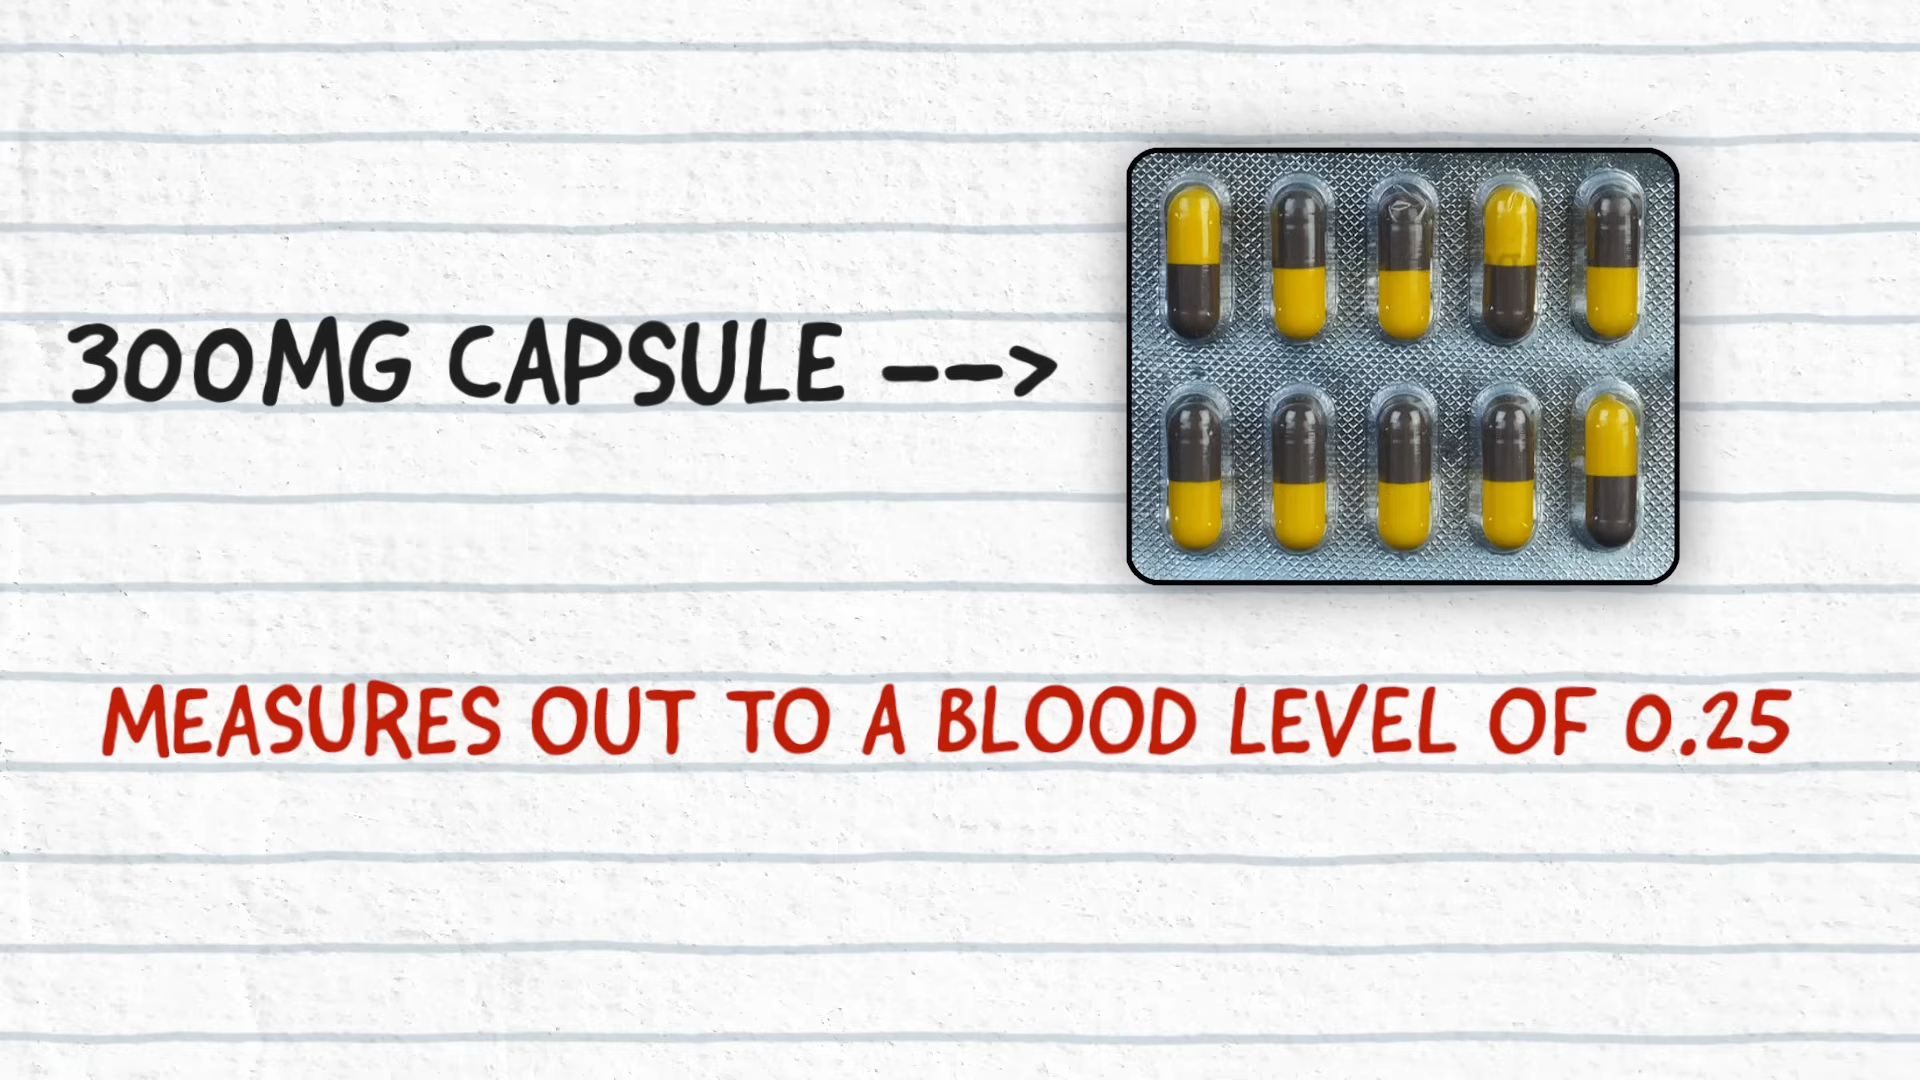 300MG CAPSULE -->
MEASURES OUT TO A BLOOD LEVEL OF 0.25